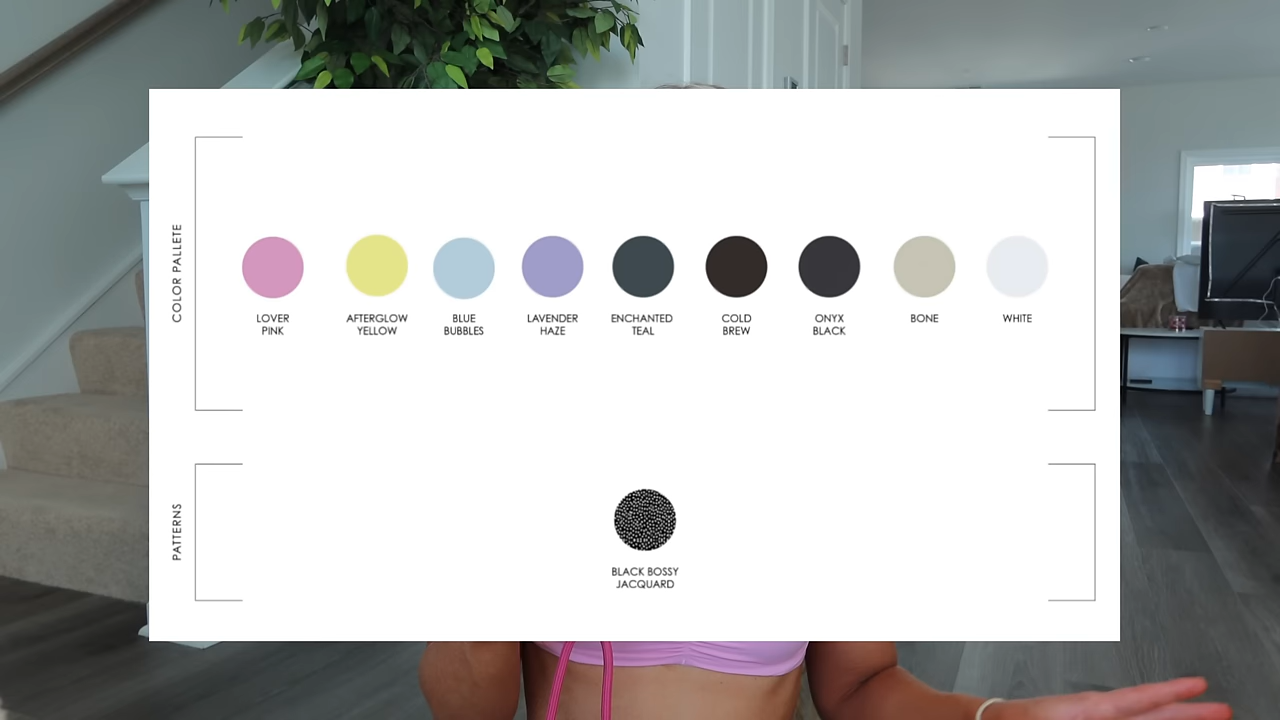 COLOR PALLETE
LOVER
PINK
AFTERGLOW
YELLOW
BLUE
BUBBLES
LAVENDER
HAZE
ENCHANTED
TEAL
COLD
BREW
ONYX
BLACK
BONE
WHITE
PATTERNS
BLACK BOSSY
JACQUARD